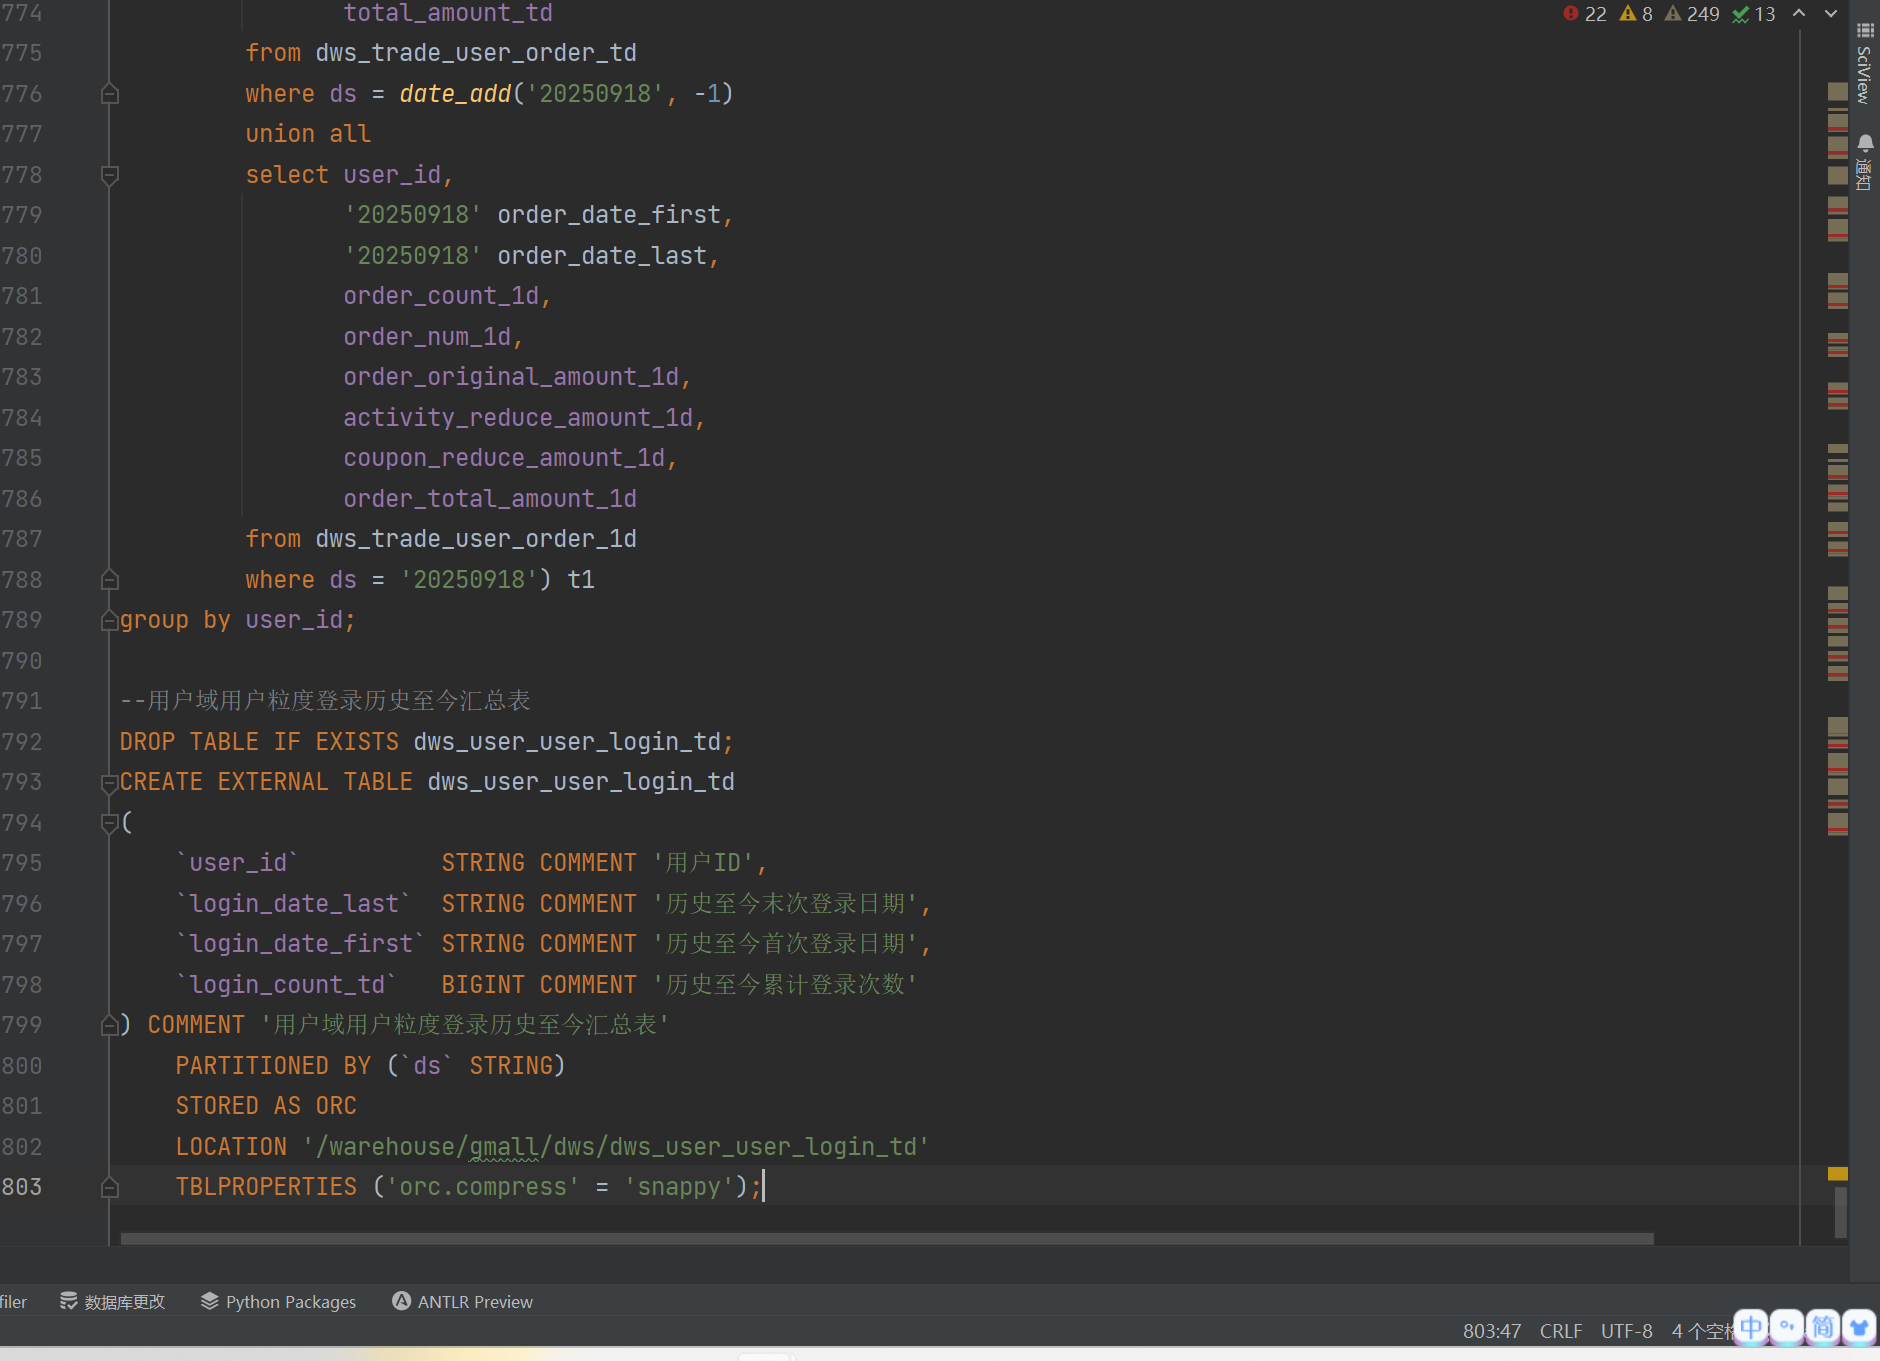 774                     total_amount_td
775              from dws_trade_user_order_td
776              where ds = date_add('20250918', -1)
777              union all
778              select user_id,
779                     '20250918' order_date_first,
780                     '20250918' order_date_last,
781                     order_count_1d,
782                     order_num_1d,
783                     order_original_amount_1d,
784                     activity_reduce_amount_1d,
785                     coupon_reduce_amount_1d,
786                     order_total_amount_1d
787              from dws_trade_user_order_1d
788              where ds = '20250918') t1
789     group by user_id;
790
791     --用户域用户粒度登录历史至今汇总表
792     DROP TABLE IF EXISTS dws_user_user_login_td;
793     CREATE EXTERNAL TABLE dws_user_user_login_td
794     (
795         `user_id`          STRING COMMENT '用户ID',
796         `login_date_last`  STRING COMMENT '历史至今末次登录日期',
797         `login_date_first` STRING COMMENT '历史至今首次登录日期',
798         `login_count_td`   BIGINT COMMENT '历史至今累计登录次数'
799     ) COMMENT '用户域用户粒度登录历史至今汇总表'
800         PARTITIONED BY (`ds` STRING)
801         STORED AS ORC
802         LOCATION '/warehouse/gmall/dws/dws_user_user_login_td'
803         TBLPROPERTIES ('orc.compress' = 'snappy');
22 8 249 13
SciView
通知
filer 数据库更改 Python Packages ANTLR Preview
803:47 CRLF UTF-8 4 个空格
中 简